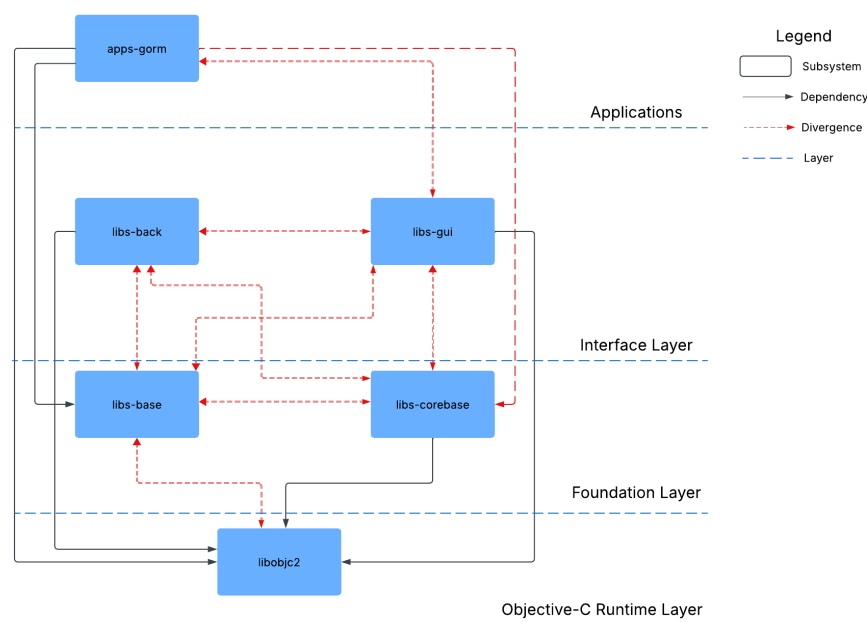 apps-gorm
Legend
Subsystem
Dependency
Divergence
Layer
Applications
libs-back
libs-gui
Interface Layer
libs-base
libs-corebase
Foundation Layer
libobjc2
Objective-C Runtime Layer